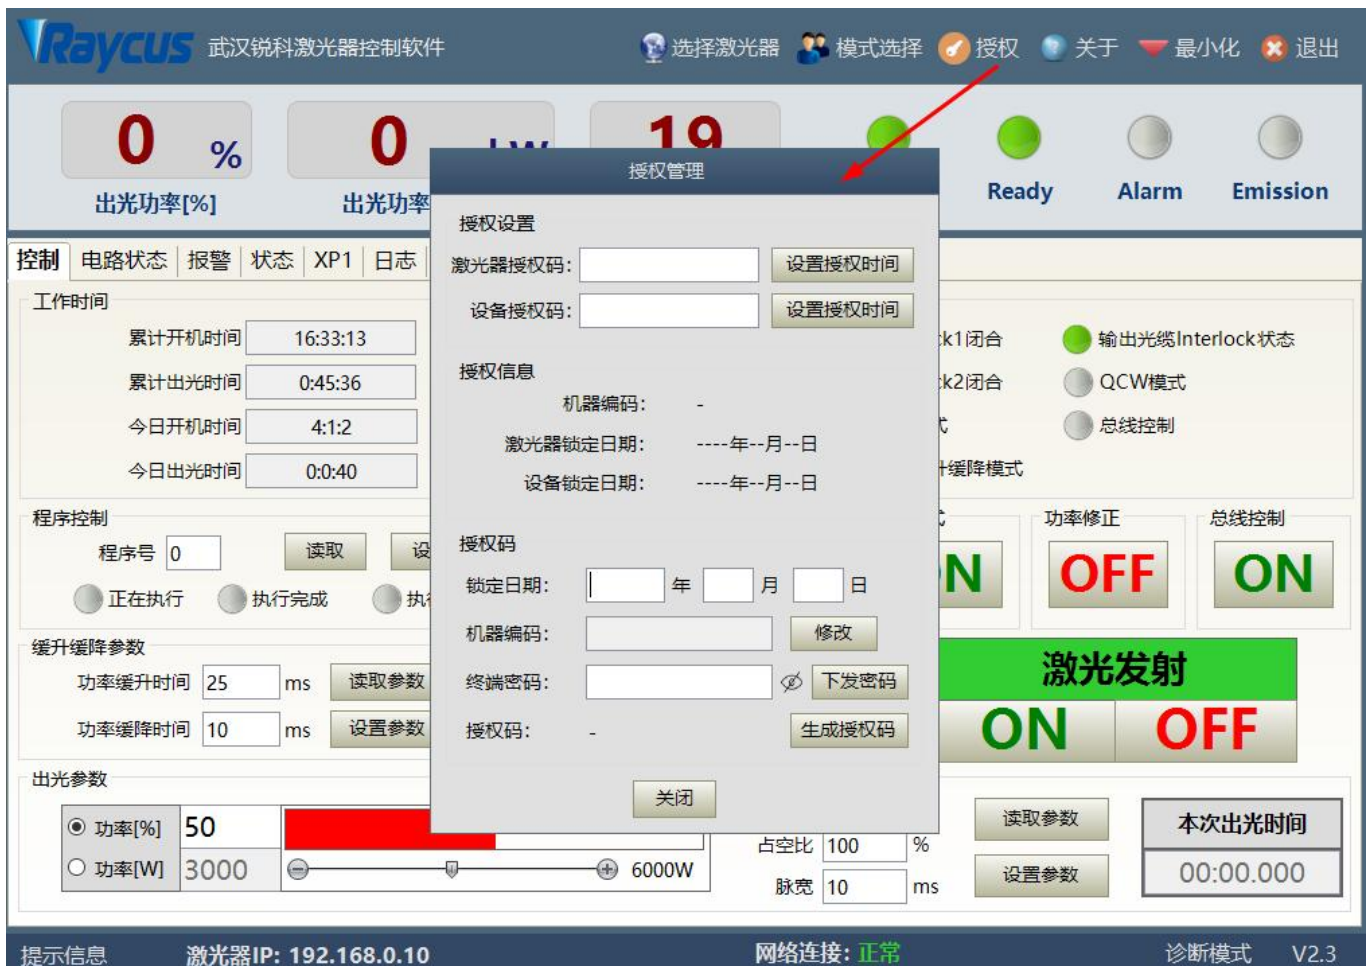 Raycus 武汉锐科激光器控制软件 选择激光器 模式选择 授权 关于 最小化 退出
0 % 0 19
出光功率[%] 出光功率 Ready Alarm Emission
授权管理
控制 电路状态 报警 状态 XP1 日志
授权设置
激光器授权码： 设置授权时间
设备授权码： 设置授权时间
授权信息
机器编码： -
激光器锁定日期： ----年--月--日
设备锁定日期： ----年--月--日
授权码
锁定日期： 年 月 日
机器编码： 修改
终端密码： 下发密码
授权码： - 生成授权码
关闭
工作时间
累计开机时间 16:33:13
累计出光时间 0:45:36
今日开机时间 4:1:2
今日出光时间 0:0:40
k1闭合 输出光缆Interlock状态
k2闭合 QCW模式
总线控制
缓降模式
程序控制
程序号 0 读取
正在执行 执行完成
功率修正 总线控制
OFF ON
缓升缓降参数
功率缓升时间 25 ms 读取参数
功率缓降时间 10 ms 设置参数
激光发射
ON OFF
出光参数
功率[%] 50
功率[W] 3000 6000W
占空比 100 %
脉宽 10 ms
读取参数
设置参数
本次出光时间
00:00.000
提示信息 激光器IP: 192.168.0.10 网络连接: 正常 诊断模式 V2.3